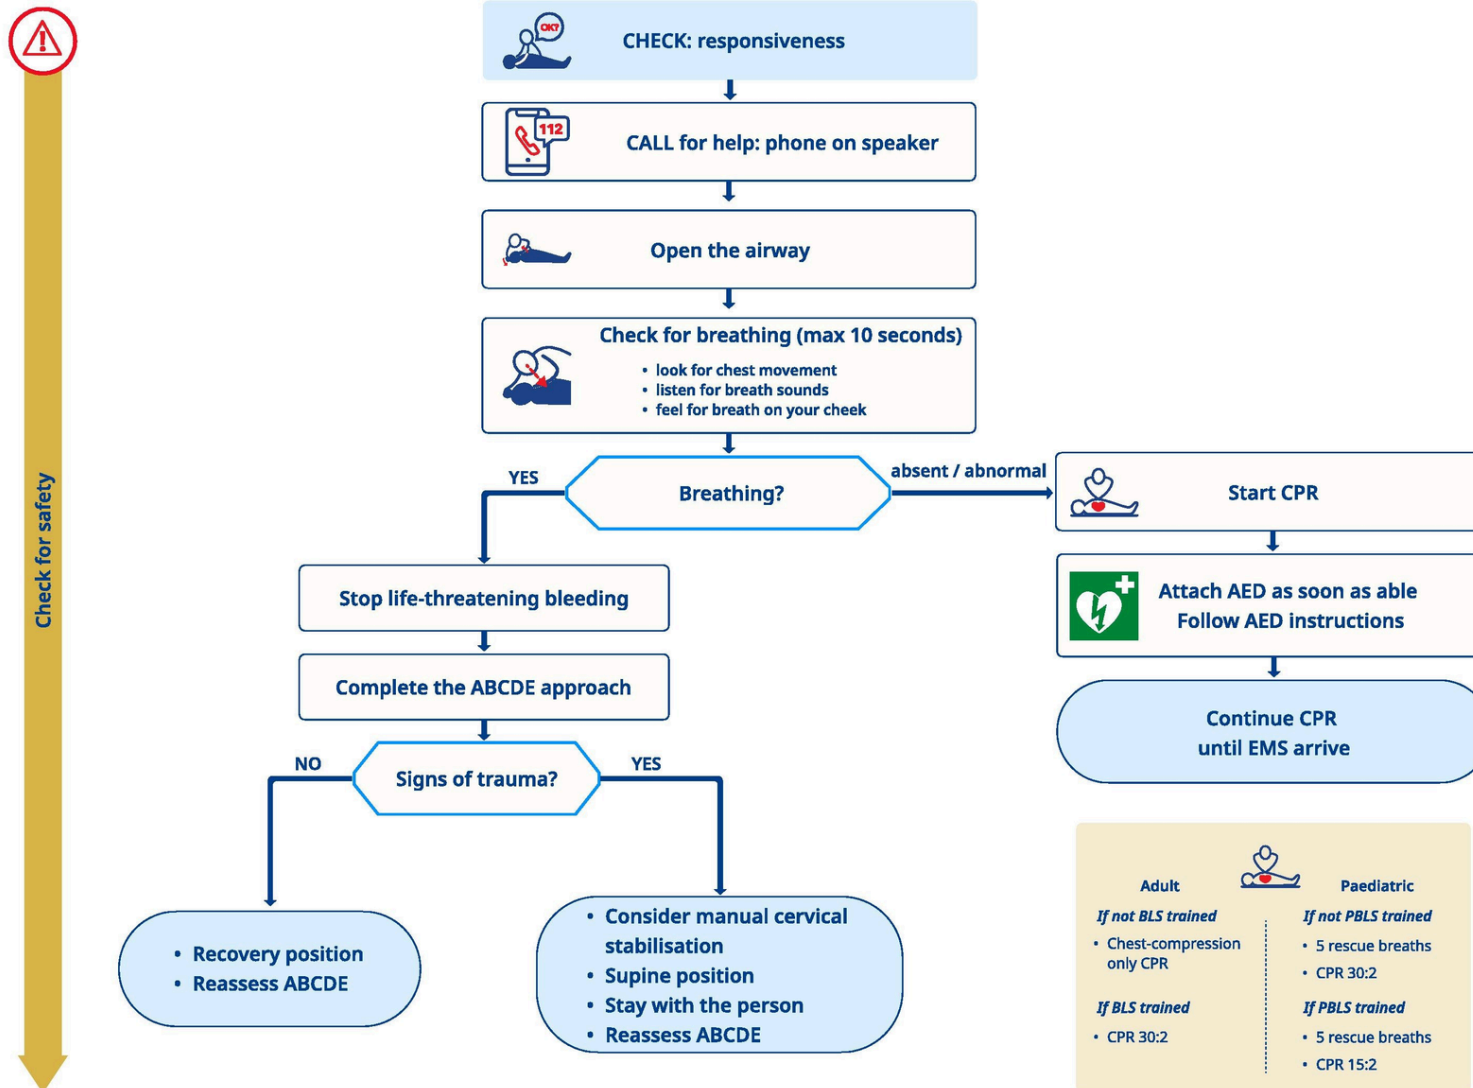 OK?
CHECK: responsiveness
112
CALL for help: phone on speaker
Open the airway
Check for breathing (max 10 seconds)
• look for chest movement
• listen for breath sounds
• feel for breath on your cheek
Breathing?
YES
absent / abnormal
Start CPR
Attach AED as soon as able
Follow AED instructions
Continue CPR
until EMS arrive
Stop life-threatening bleeding
Complete the ABCDE approach
Signs of trauma?
NO
YES
• Recovery position
• Reassess ABCDE
• Consider manual cervical
stabilisation
• Supine position
• Stay with the person
• Reassess ABCDE
Check for safety
Adult
If not BLS trained
• Chest-compression
only CPR
If BLS trained
• CPR 30:2
Paediatric
If not PBLS trained
• 5 rescue breaths
• CPR 30:2
If PBLS trained
• 5 rescue breaths
• CPR 15:2